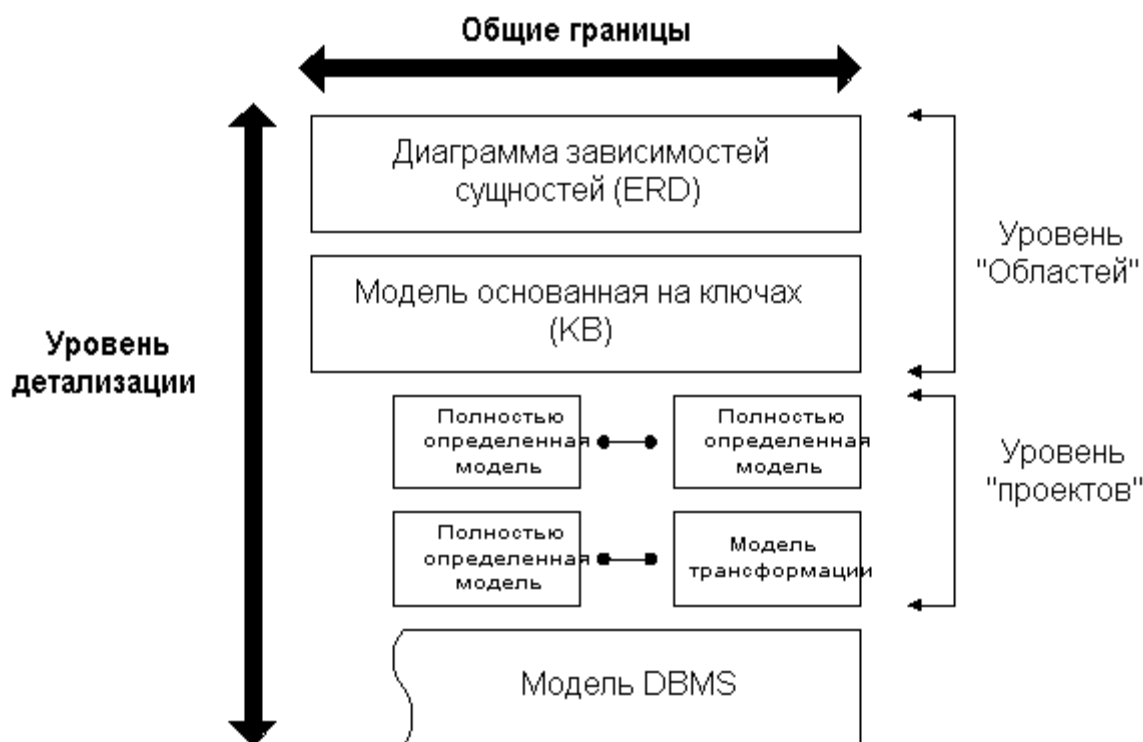 Общие границы
Диаграмма зависимостей
сущностей (ERD)
Уровень
"Областей"
Модель основанная на ключах
(KB)
Уровень
детализации
Полностью
определенная
модель
Полностью
определенная
модель
Уровень
"проектов"
Полностью
определенная
модель
Модель
трансформации
Модель DBMS